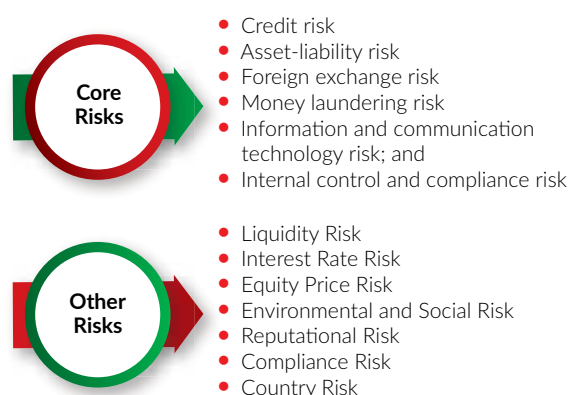 Core
Risks
• Credit risk
• Asset-liability risk
• Foreign exchange risk
• Money laundering risk
• Information and communication
technology risk; and
• Internal control and compliance risk
Other
Risks
• Liquidity Risk
• Interest Rate Risk
• Equity Price Risk
• Environmental and Social Risk
• Reputational Risk
• Compliance Risk
• Country Risk